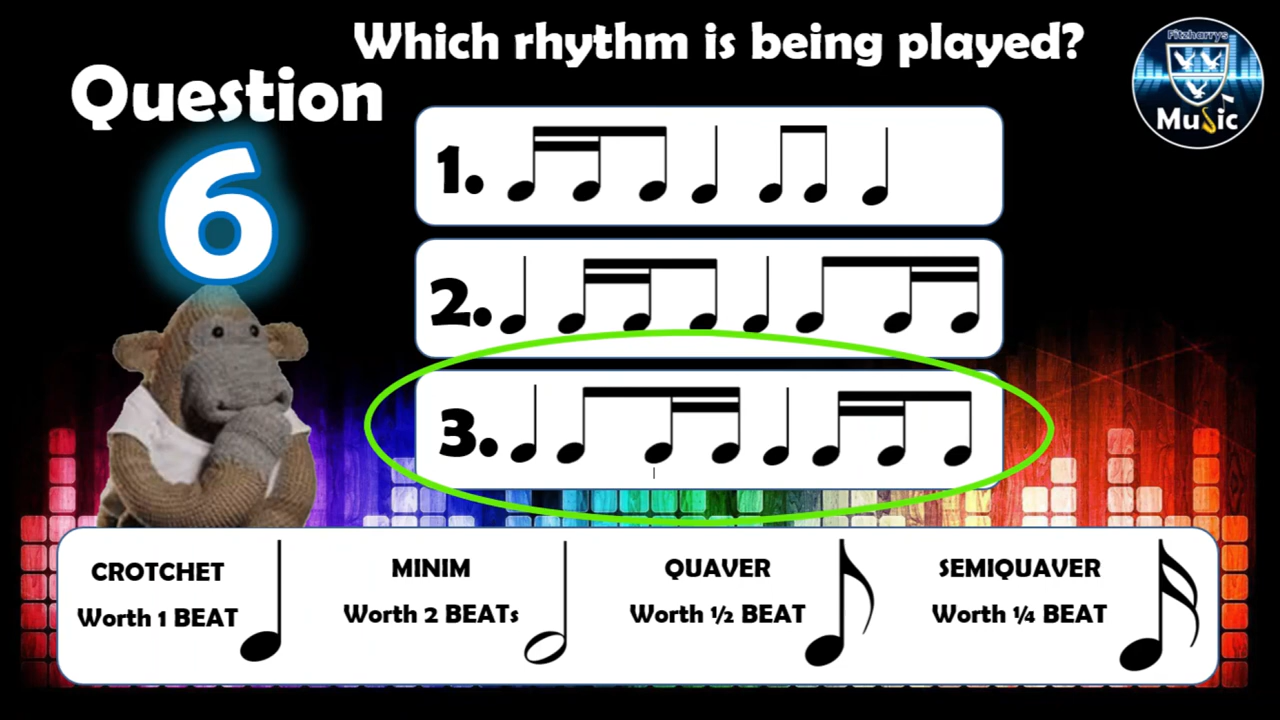 Which rhythm is being played?
Question
6
Fitzharrys
Music
1.
2.
3.
CROTCHET
Worth 1 BEAT
MINIM
Worth 2 BEATs
QUAVER
Worth ½ BEAT
SEMIQUAVER
Worth ¼ BEAT